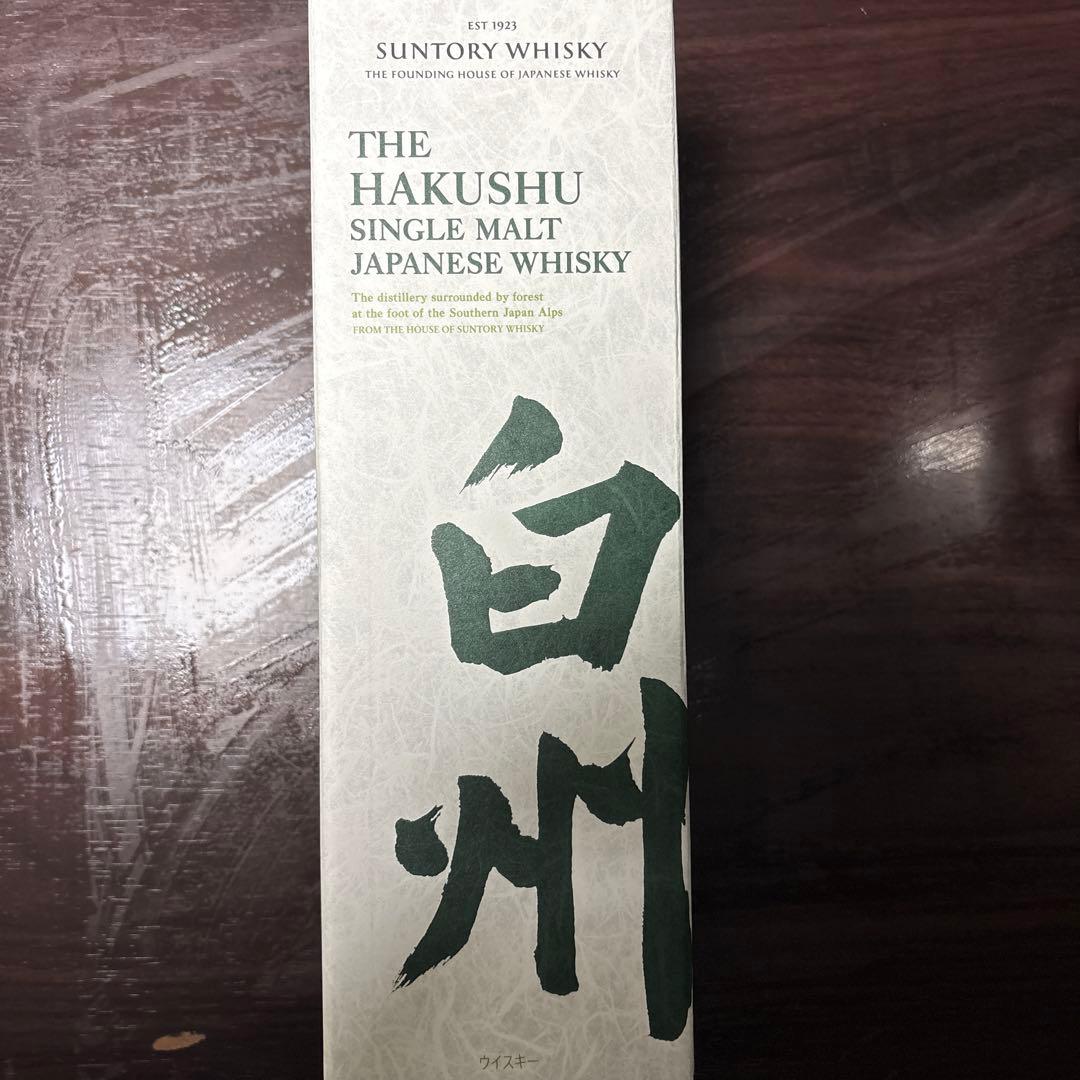 EST 1923
SUNTORY WHISKY
THE FOUNDING HOUSE OF JAPANESE WHISKY
THE
HAKUSHU
SINGLE MALT
JAPANESE WHISKY
The distillery surrounded by forest
at the foot of the Southern Japan Alps
FROM THE HOUSE OF SUNTORY WHISKY
白
州
ウイスキー